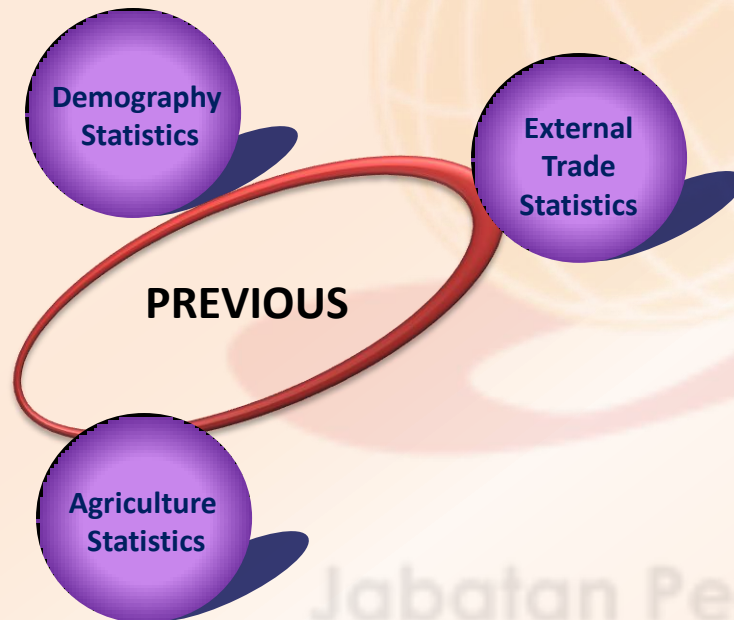 Demography
Statistics
External
Trade
Statistics
PREVIOUS
Agriculture
Statistics
Jabatan Pe